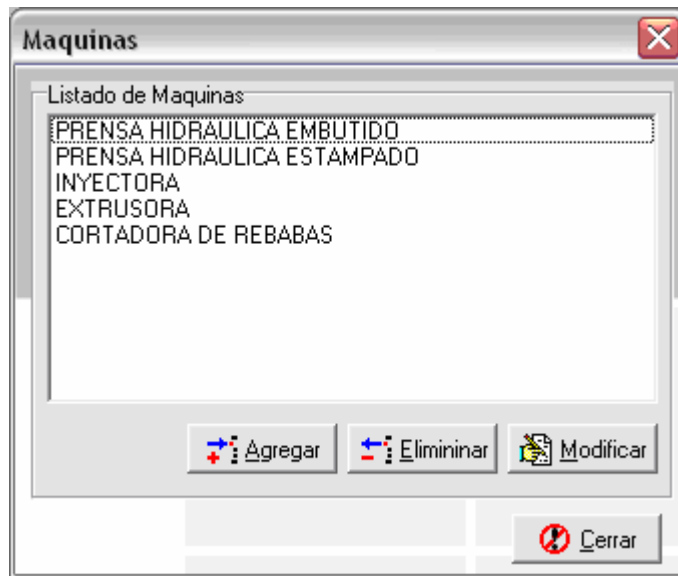 Maquinas
Listado de Maquinas
PRENSA HIDRAULICA EMBUTIDO
PRENSA HIDRAULICA ESTAMPADO
INYECTORA
EXTRUSORA
CORTADORA DE REBABAS
Agregar Elimininar Modificar
Cerrar